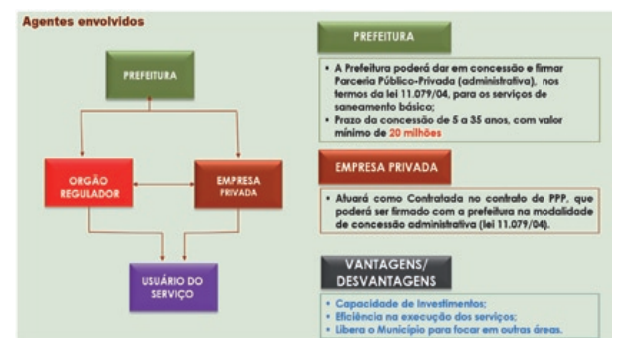 Agentes envolvidos
PREFEITURA
ORGÃO
REGULADOR
EMPRESA
PRIVADA
USUÁRIO DO
SERVIÇO
PREFEITURA
• A Prefeitura poderá dar em concessão e firmar
Parceria Público-Privada (administrativa), nos
termos da lei 11.079/04, para os serviços de
saneamento básico;
• Prazo da concessão de 5 a 35 anos, com valor
mínimo de 20 milhões
EMPRESA PRIVADA
• Atuará como Contratada no contrato de PPP, que
poderá ser firmado com a prefeitura na modalidade
de concessão administrativa (lei 11.079/04).
VANTAGENS/
DESVANTAGENS
• Capacidade de Investimentos;
• Eficiência na execução dos serviços;
• Libera o Município para focar em outras áreas.